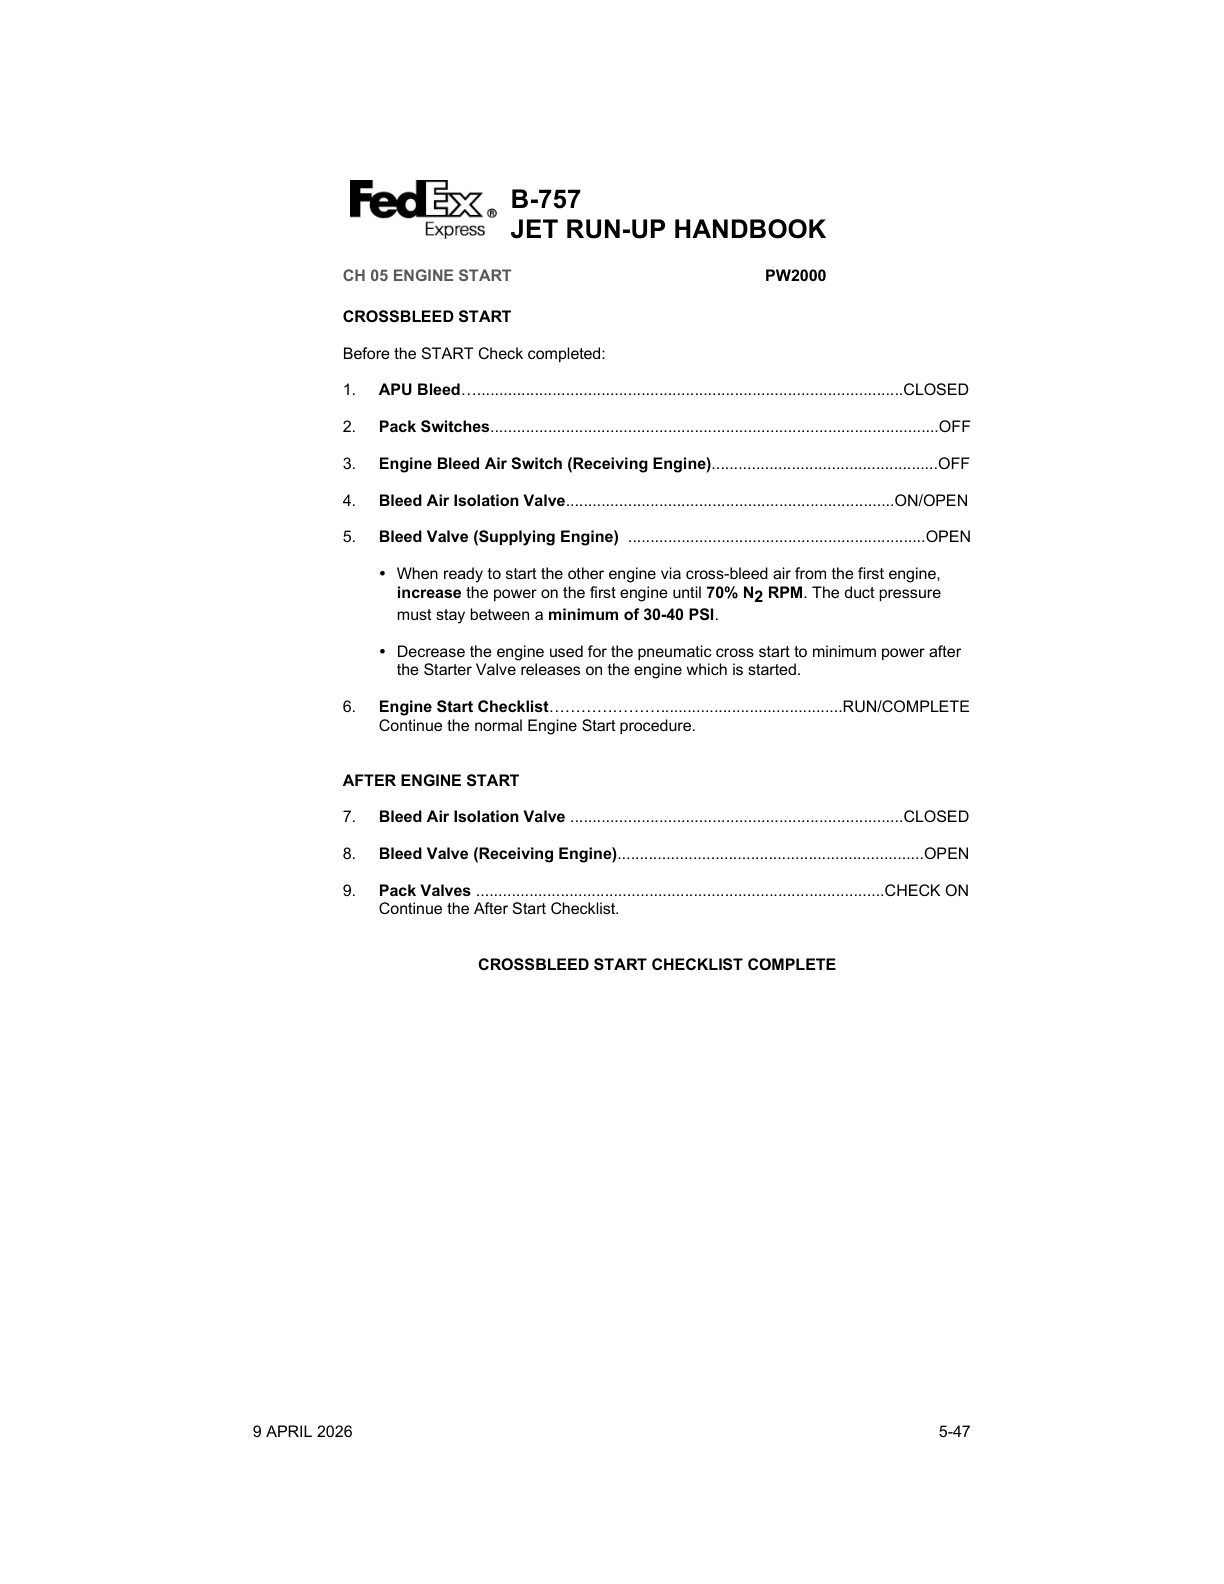 FedEx® Express
B-757
JET RUN-UP HANDBOOK
CH 05 ENGINE START PW2000
CROSSBLEED START
Before the START Check completed:
1. APU Bleed…................................................................................................CLOSED
2. Pack Switches.....................................................................................................OFF
3. Engine Bleed Air Switch (Receiving Engine)...................................................OFF
4. Bleed Air Isolation Valve..........................................................................ON/OPEN
5. Bleed Valve (Supplying Engine) ...................................................................OPEN
• When ready to start the other engine via cross-bleed air from the first engine,
increase the power on the first engine until 70% N2 RPM. The duct pressure
must stay between a minimum of 30-40 PSI.
• Decrease the engine used for the pneumatic cross start to minimum power after
the Starter Valve releases on the engine which is started.
6. Engine Start Checklist…………………..........................................RUN/COMPLETE
Continue the normal Engine Start procedure.
AFTER ENGINE START
7. Bleed Air Isolation Valve ...........................................................................CLOSED
8. Bleed Valve (Receiving Engine).....................................................................OPEN
9. Pack Valves ............................................................................................CHECK ON
Continue the After Start Checklist.
CROSSBLEED START CHECKLIST COMPLETE
9 APRIL 2026 5-47